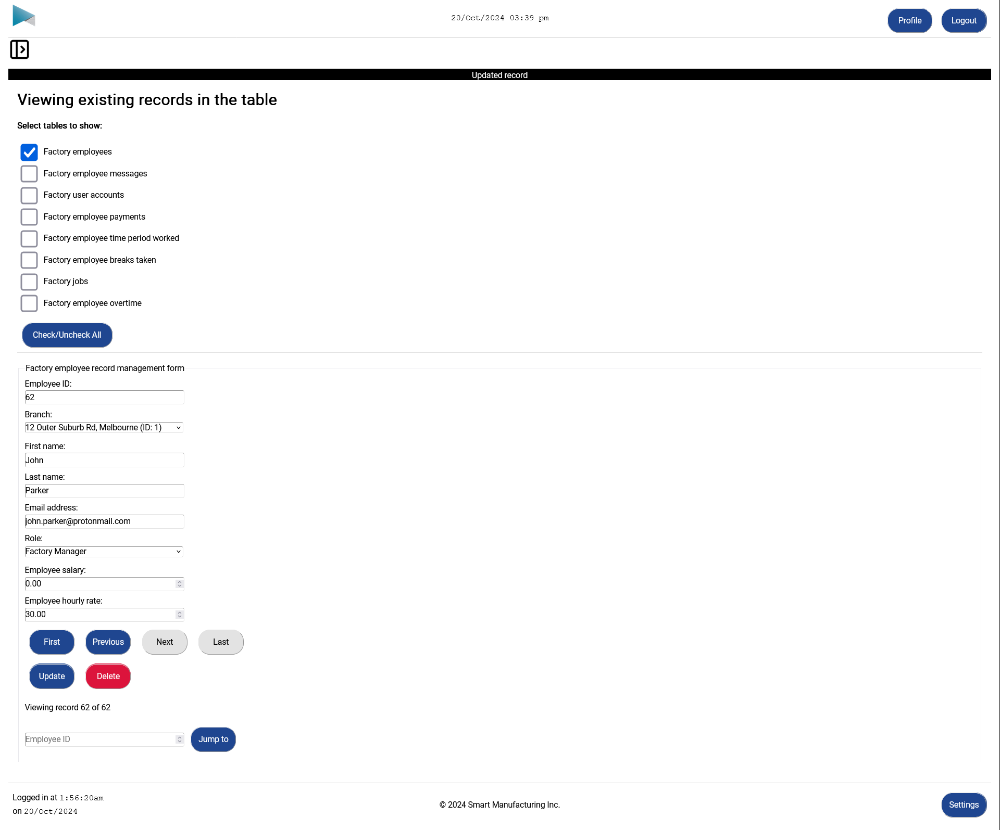 20/Oct/2024 03:39 pm
Profile
Logout
Updated record
Viewing existing records in the table
Select tables to show:
Factory employees
Factory employee messages
Factory user accounts
Factory employee payments
Factory employee time period worked
Factory employee breaks taken
Factory jobs
Factory employee overtime
Check/Uncheck All
Factory employee record management form
Employee ID:
62
Branch:
12 Outer Suburb Rd, Melbourne (ID: 1)
First name:
John
Last name:
Parker
Email address:
john.parker@protonmail.com
Role:
Factory Manager
Employee salary:
0.00
Employee hourly rate:
30.00
First
Previous
Next
Last
Update
Delete
Viewing record 62 of 62
Employee ID
Jump to
Logged in at 1:56:20am
on 20/Oct/2024
© 2024 Smart Manufacturing Inc.
Settings